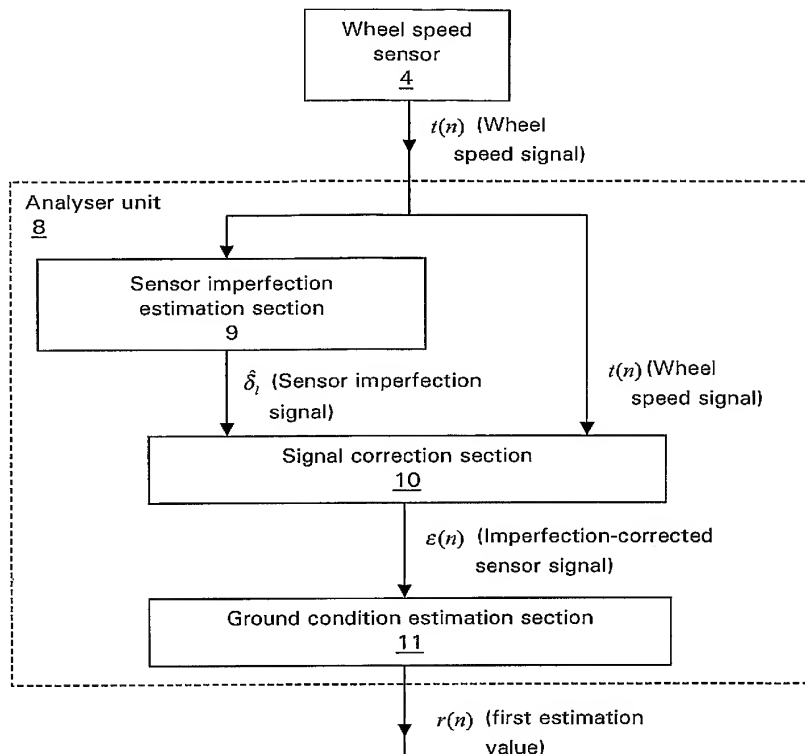 Wheel speed
sensor
4
t(n) (Wheel
speed signal)
Analyser unit
8
Sensor imperfection
estimation section
9
δ̂ₗ (Sensor imperfection
signal)
t(n) (Wheel
speed signal)
Signal correction section
10
ε(n) (Imperfection-corrected
sensor signal)
Ground condition estimation section
11
r(n) (first estimation
value)